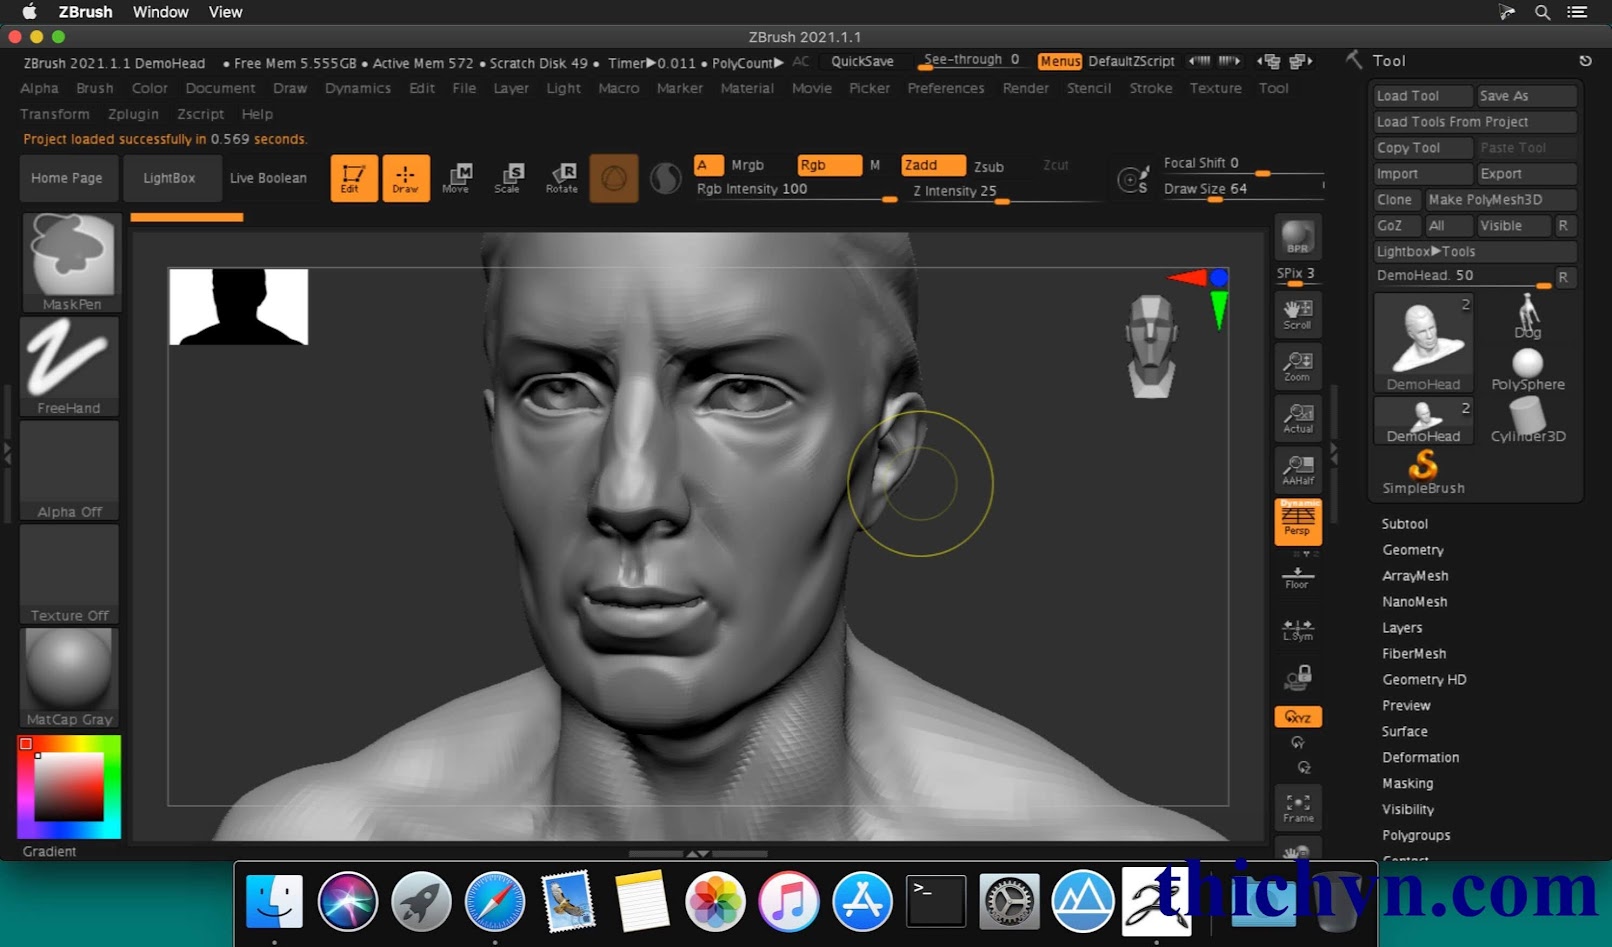 ZBrush Window View
ZBrush 2021.1.1
ZBrush 2021.1.1 DemoHead • Free Mem 5.555GB • Active Mem 572 • Scratch Disk 49 • Timer▶0.011 • PolyCount▶ AC QuickSave See-through 0 Menus DefaultZScript
Alpha Brush Color Document Draw Dynamics Edit File Layer Light Macro Marker Material Movie Picker Preferences Render Stencil Stroke Texture Tool
Transform Zplugin Zscript Help
Project loaded successfully in 0.569 seconds.
Home Page LightBox Live Boolean
Edit Draw Move Scale Rotate
M S R
A Mrgb Rgb M Zadd Zsub Zcut
Rgb Intensity 100 Z Intensity 25
S
Focal Shift 0
Draw Size 64
MaskPen
FreeHand
Alpha Off
Texture Off
MatCap Gray
Gradient
BPR
SPix 3
Scroll
Zoom
Actual
AAHalf
Dynamic
Persp
Floor
L.Sym
XYZ
Y
Z
Frame
Tool
Load Tool Save As
Load Tools From Project
Copy Tool Paste Tool
Import Export
Clone Make PolyMesh3D
GoZ All Visible R
Lightbox▶Tools
DemoHead. 50 R
2
DemoHead
Dog
PolySphere
2
DemoHead
Cylinder3D
SimpleBrush
Subtool
Geometry
ArrayMesh
NanoMesh
Layers
FiberMesh
Geometry HD
Preview
Surface
Deformation
Masking
Visibility
Polygroups
Contact
>_
thichvn.com